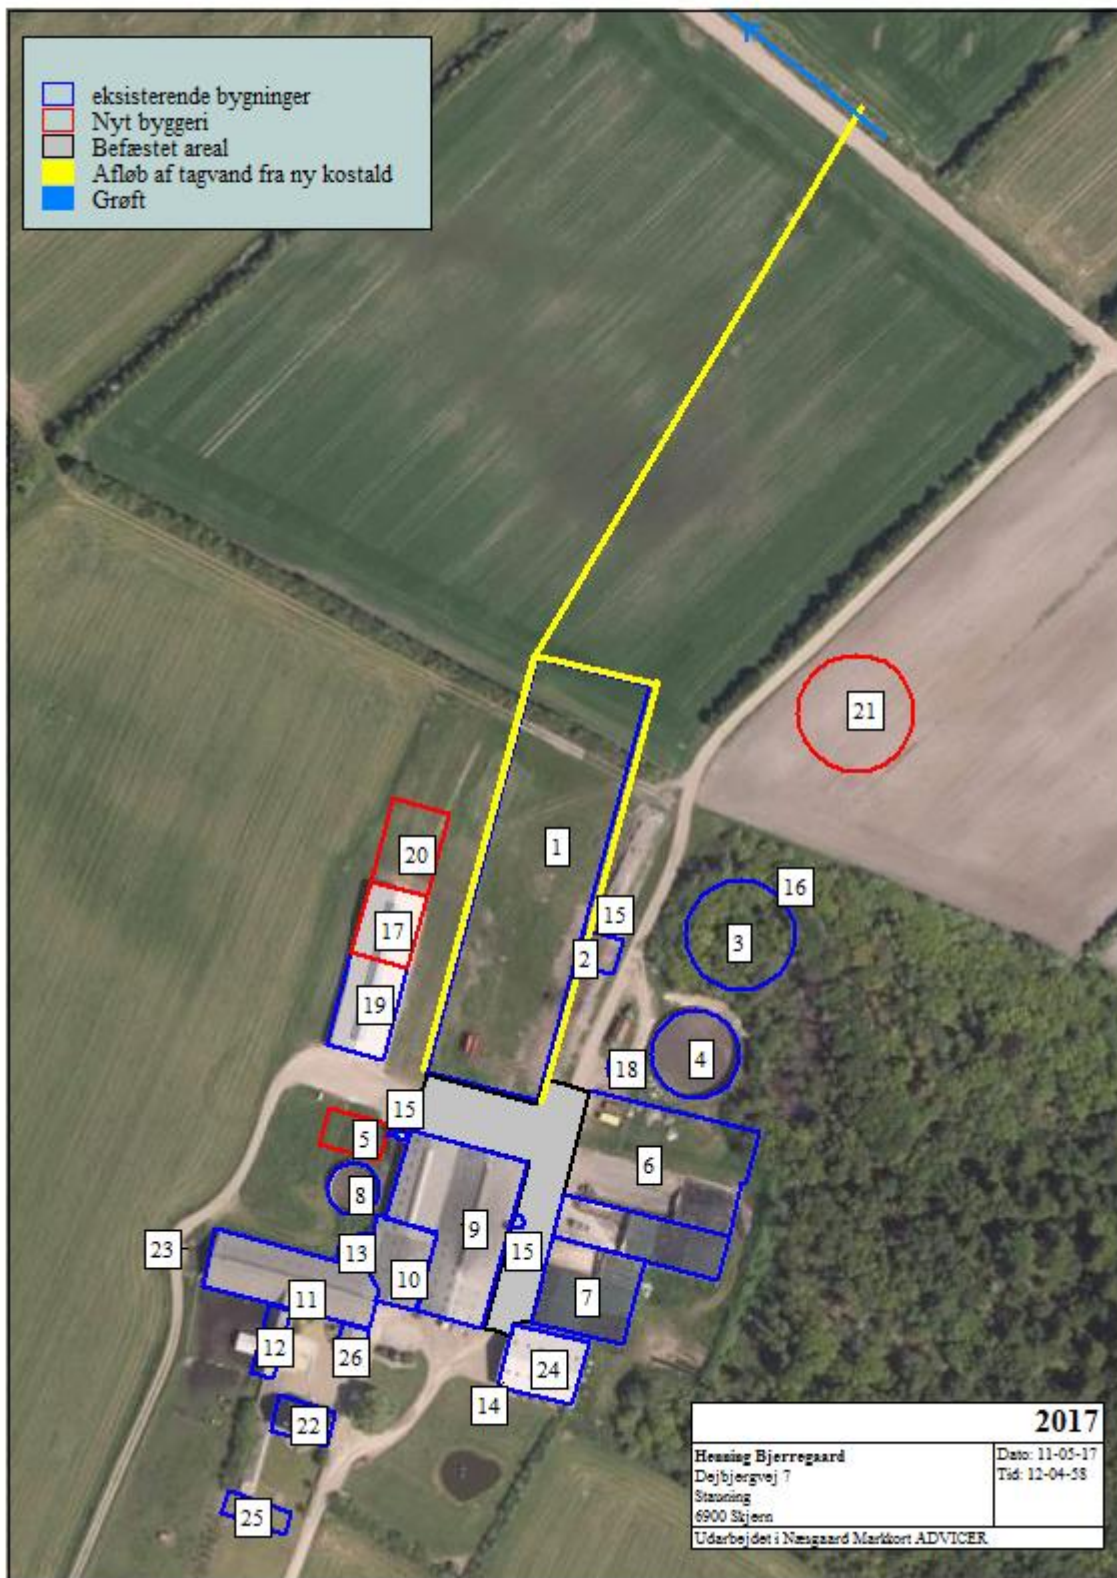 eksisterende bygninger
Nyt byggeri
Befæstet areal
Afløb af tagvand fra ny kostald
Grøft
21
1
20
16
15
17
3
2
19
4
18
15
5
6
8
9
23
13
15
10
11
7
12
26
24
14
22
25
2017
Henning Bjerregaard
Dejbjergvej 7
Stauning
6900 Skjern
Dato: 11-05-17
Tid: 12-04-58
Udarbejdet i Næsgaard Markkort ADVICER